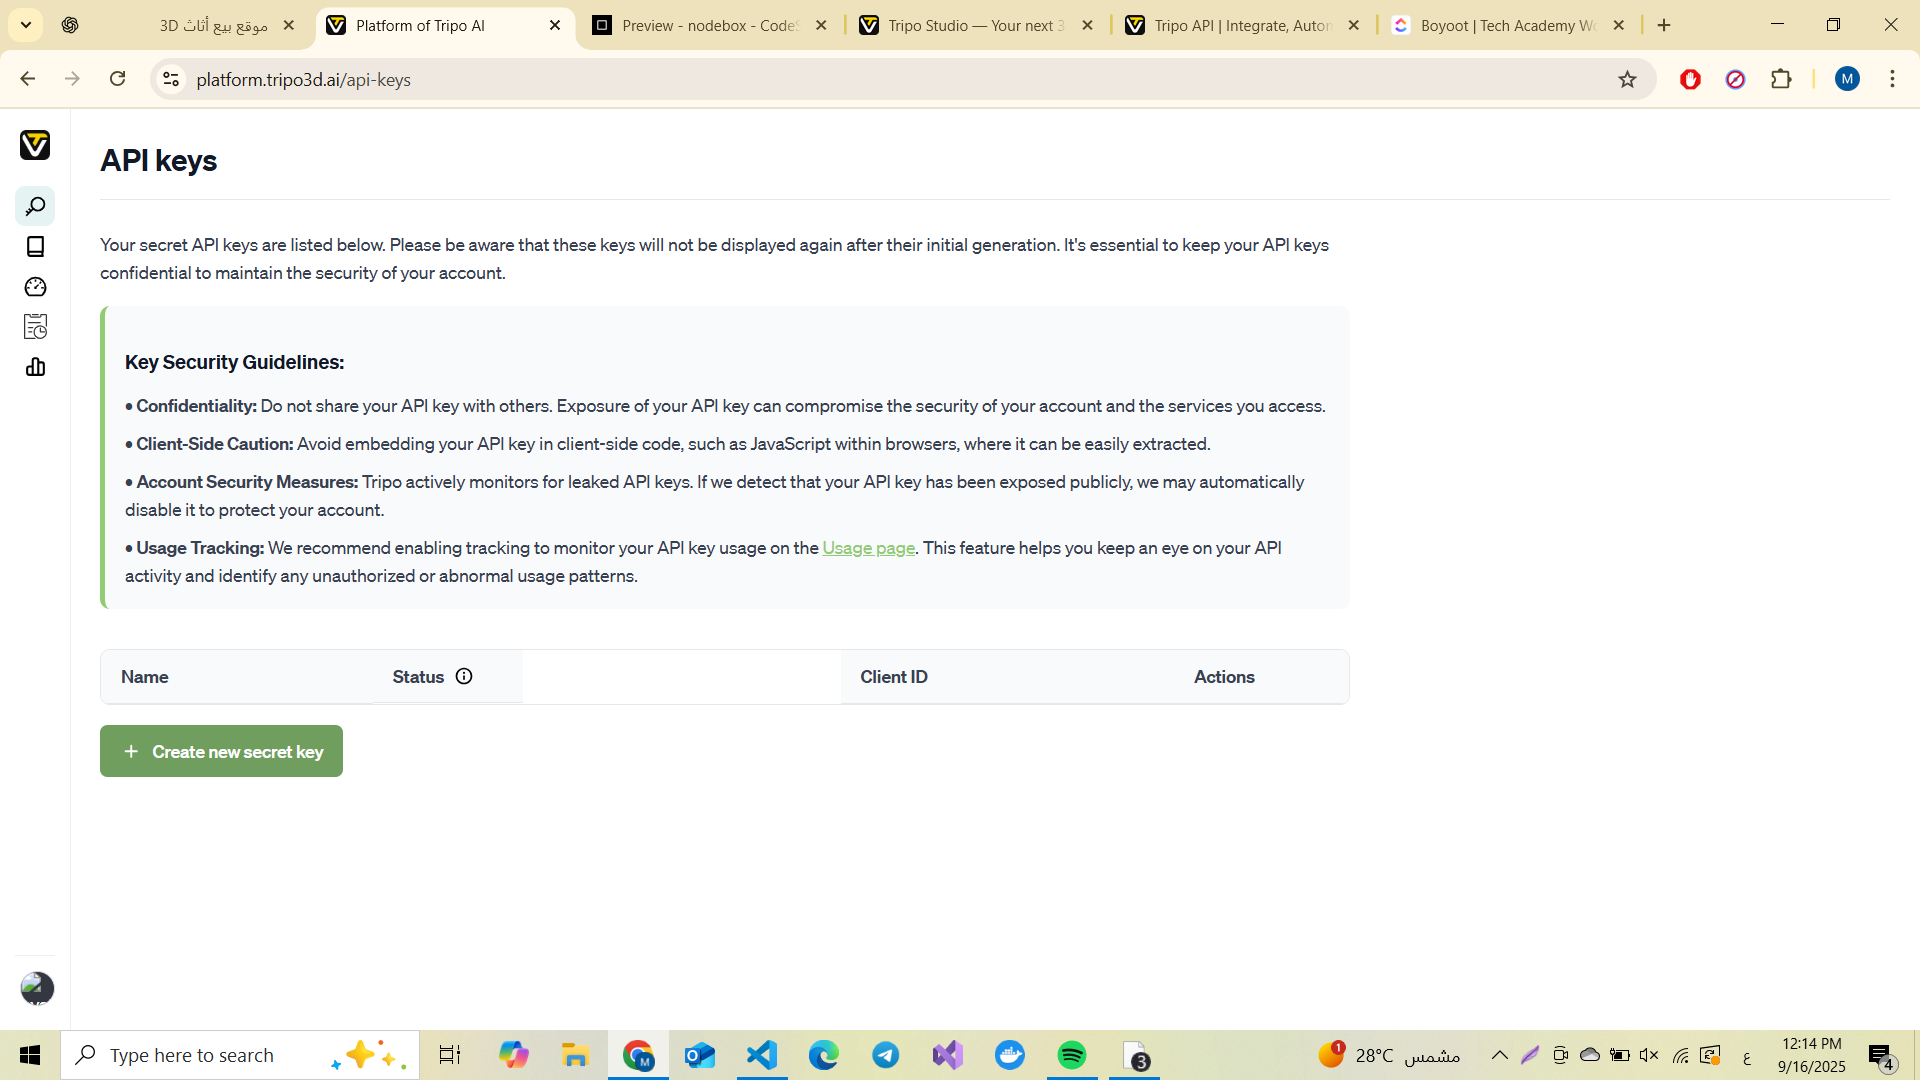 موقع بيع أثاث 3D
Platform of Tripo AI
Preview - nodebox - Code
Tripo Studio — Your next 3
Tripo API | Integrate, Auton
Boyoot | Tech Academy Wo
platform.tripo3d.ai/api-keys
M
API keys
Your secret API keys are listed below. Please be aware that these keys will not be displayed again after their initial generation. It's essential to keep your API keys
confidential to maintain the security of your account.
Key Security Guidelines:
• Confidentiality: Do not share your API key with others. Exposure of your API key can compromise the security of your account and the services you access.
• Client-Side Caution: Avoid embedding your API key in client-side code, such as JavaScript within browsers, where it can be easily extracted.
• Account Security Measures: Tripo actively monitors for leaked API keys. If we detect that your API key has been exposed publicly, we may automatically
disable it to protect your account.
• Usage Tracking: We recommend enabling tracking to monitor your API key usage on the Usage page. This feature helps you keep an eye on your API
activity and identify any unauthorized or abnormal usage patterns.
Name Status Client ID Actions
+ Create new secret key
Type here to search
M
3
1
28°C مشمس
ع
12:14 PM
9/16/2025
4